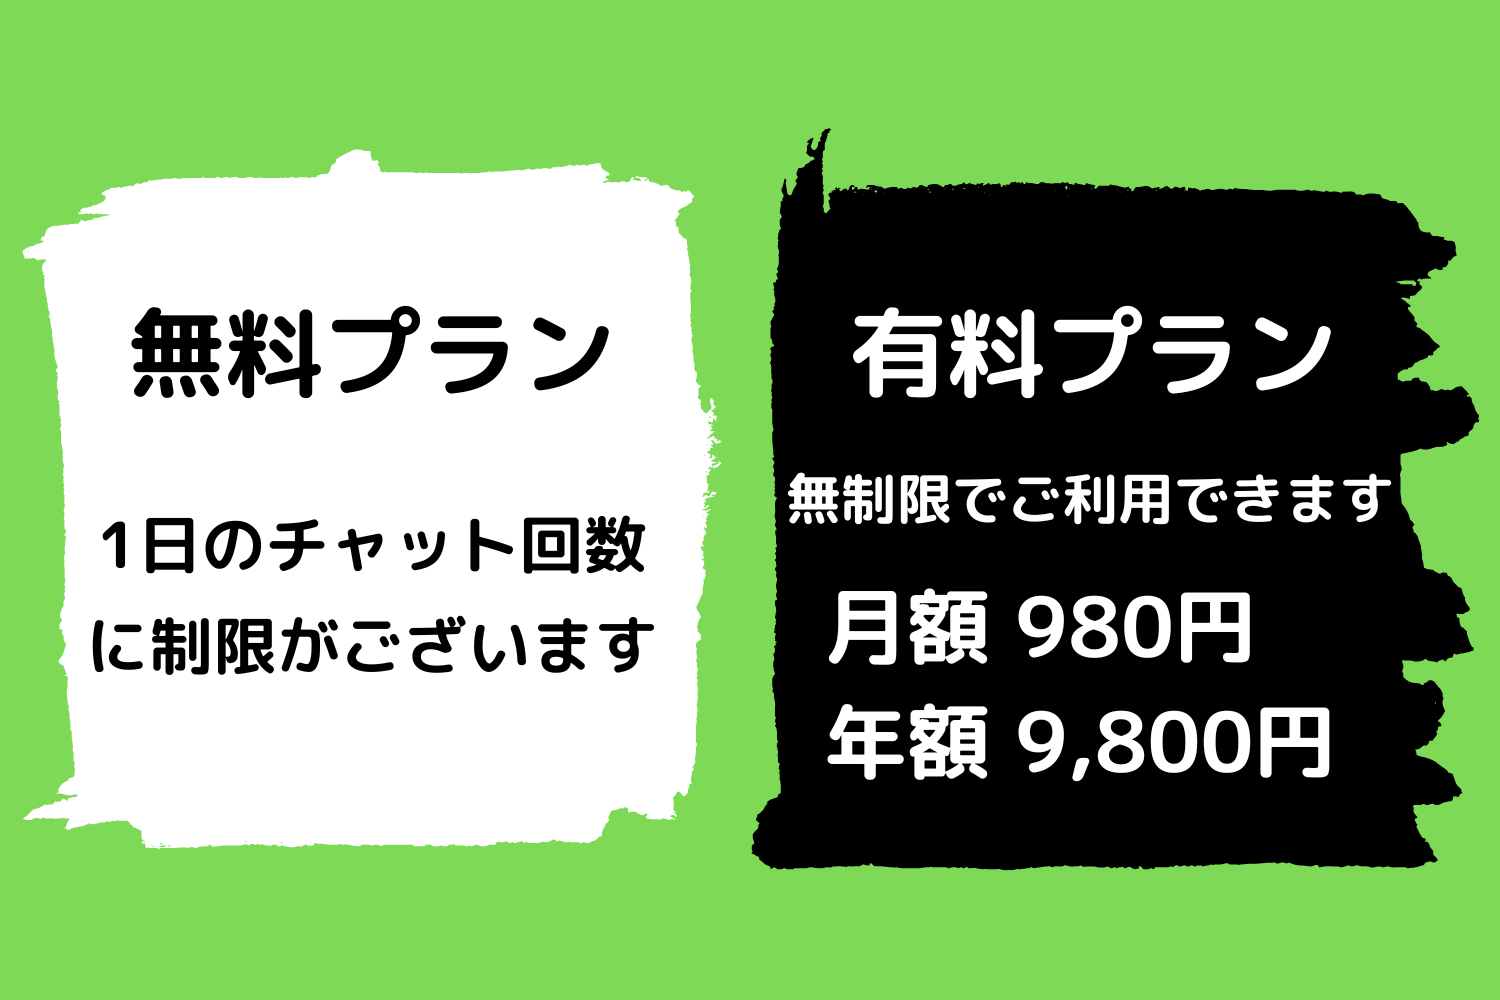 無料プラン
1日のチャット回数
に制限がございます
有料プラン
無制限でご利用できます
月額 980円
年額 9,800円